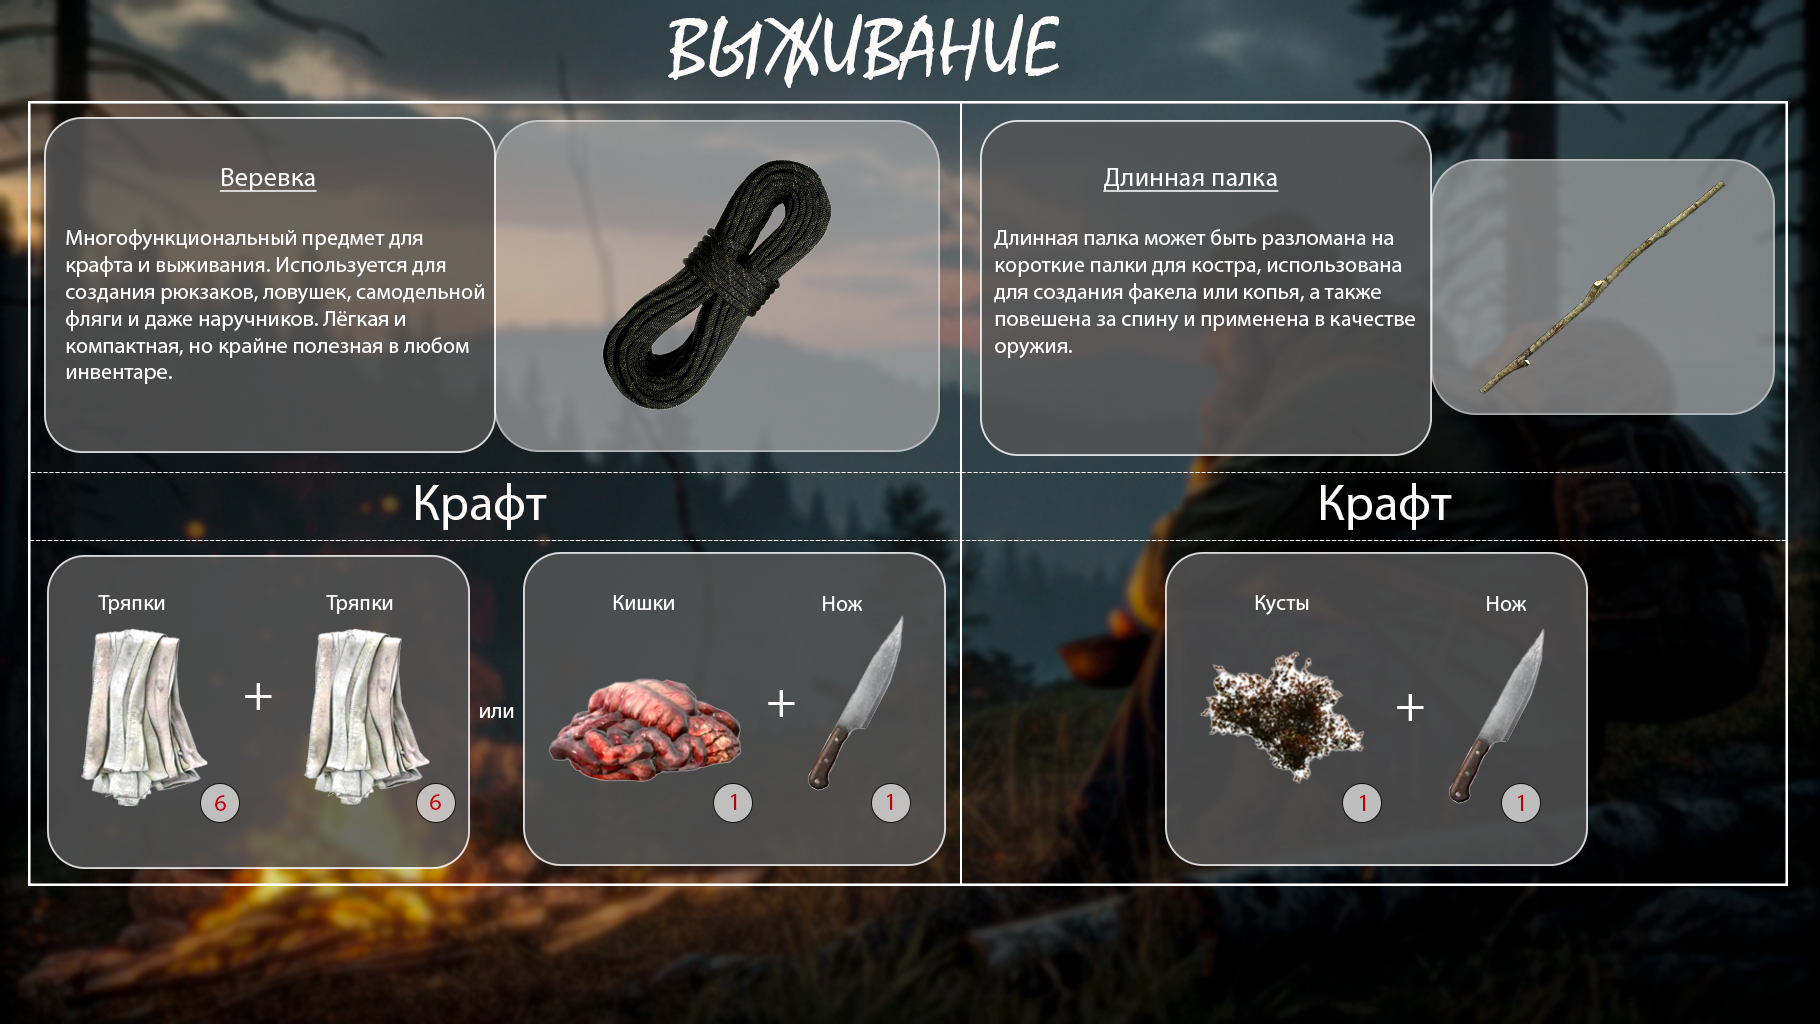 ВЫЖИВАНИЕ
Веревка
Многофункциональный предмет для
крафта и выживания. Используется для
создания рюкзаков, ловушек, самодельной
фляги и даже наручников. Лёгкая и
компактная, но крайне полезная в любом
инвентаре.
Длинная палка
Длинная палка может быть разломана на
короткие палки для костра, использована
для создания факела или копья, а также
повешена за спину и применена в качестве
оружия.
Крафт
Крафт
Тряпки
Тряпки
+
6
6
или
Кишки
Нож
+
1
1
Кусты
Нож
+
1
1